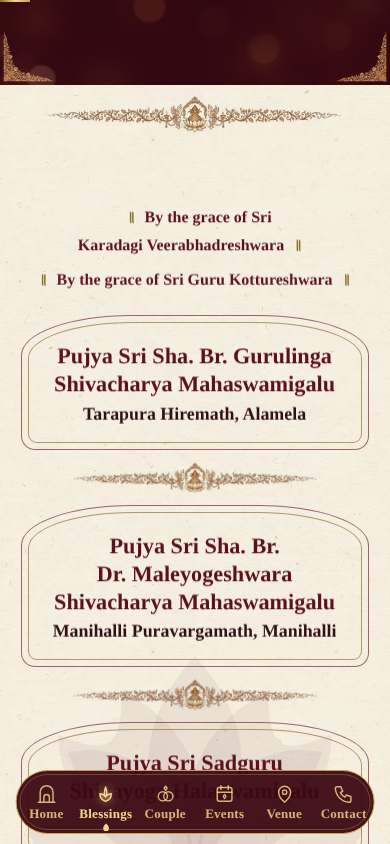 ॥ By the grace of Sri
Karadagi Veerabhadreshwara ॥
॥ By the grace of Sri Guru Kottureshwara ॥
Pujya Sri Sha. Br. Gurulinga
Shivacharya Mahaswamigalu
Tarapura Hiremath, Alamela
Pujya Sri Sha. Br.
Dr. Maleyogeshwara
Shivacharya Mahaswamigalu
Manihalli Puravargamath, Manihalli
Pujya Sri Sadguru
Home Blessings Couple Events Venue Contact